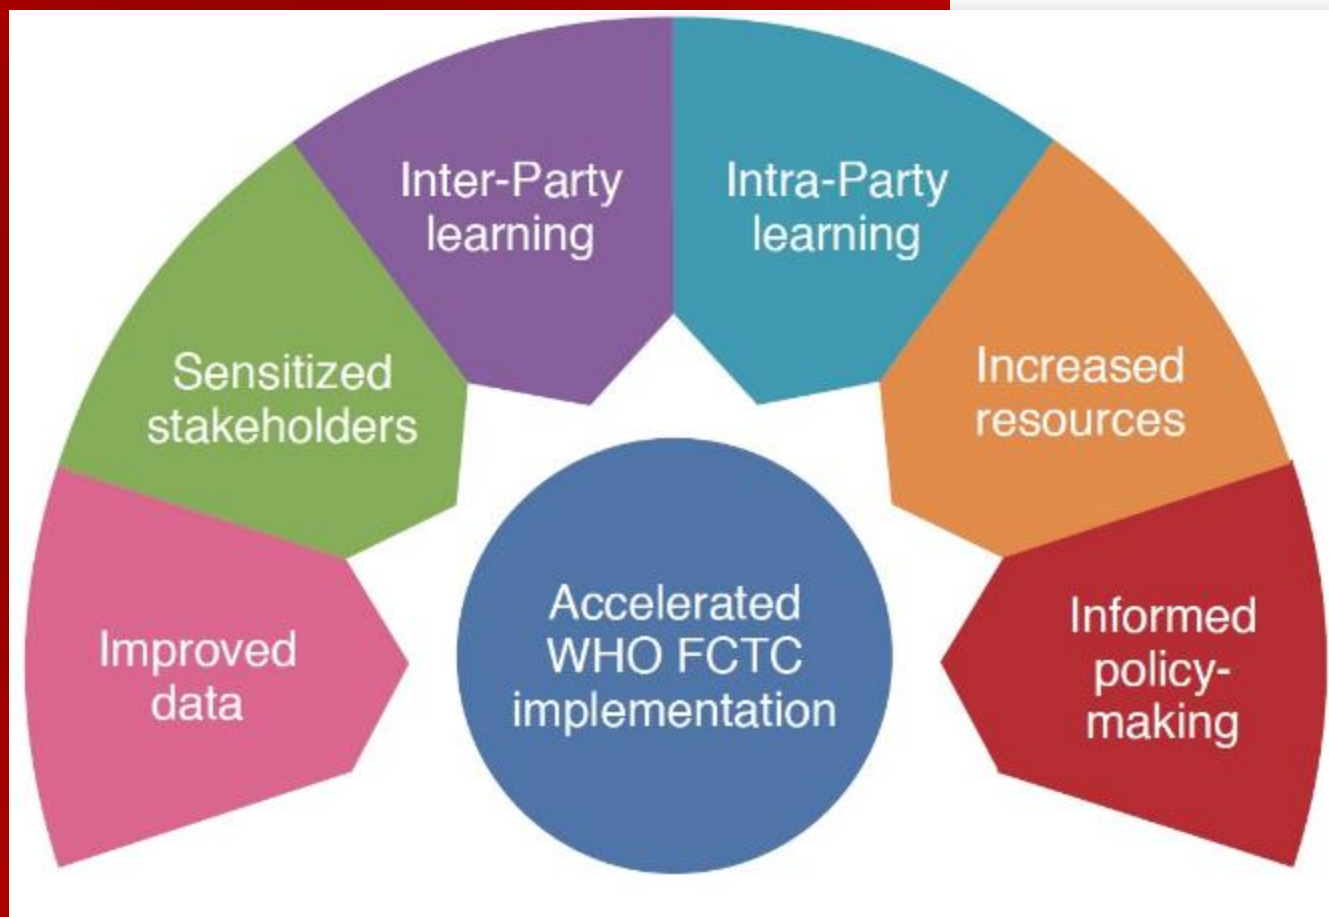 Improved
data
Sensitized
stakeholders
Inter-Party
learning
Intra-Party
learning
Increased
resources
Informed
policy-
making
Accelerated
WHO FCTC
implementation